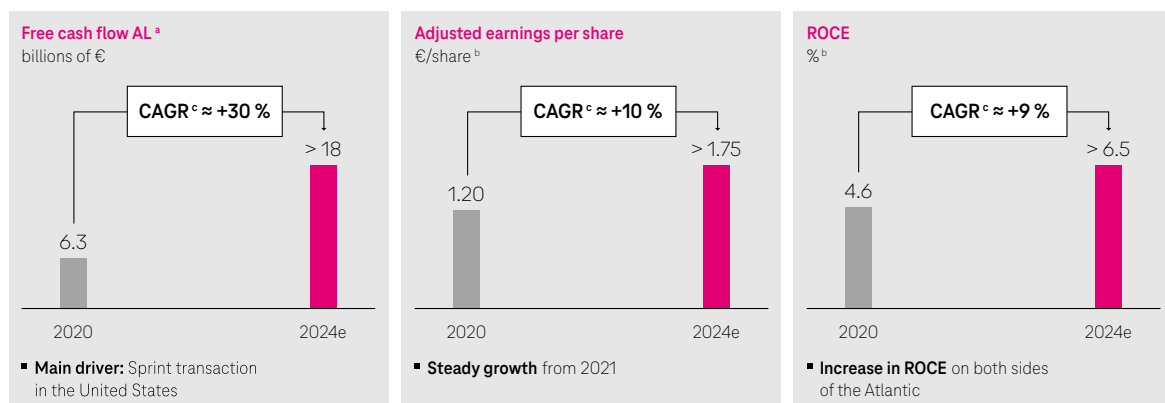 Free cash flow AL ᵃ
billions of €
CAGR ᶜ ≈ +30 %
> 18
6.3
2020
2024e
▪ Main driver: Sprint transaction
in the United States
Adjusted earnings per share
€/share ᵇ
CAGR ᶜ ≈ +10 %
> 1.75
1.20
2020
2024e
▪ Steady growth from 2021
ROCE
% ᵇ
CAGR ᶜ ≈ +9 %
> 6.5
4.6
2020
2024e
▪ Increase in ROCE on both sides
of the Atlantic